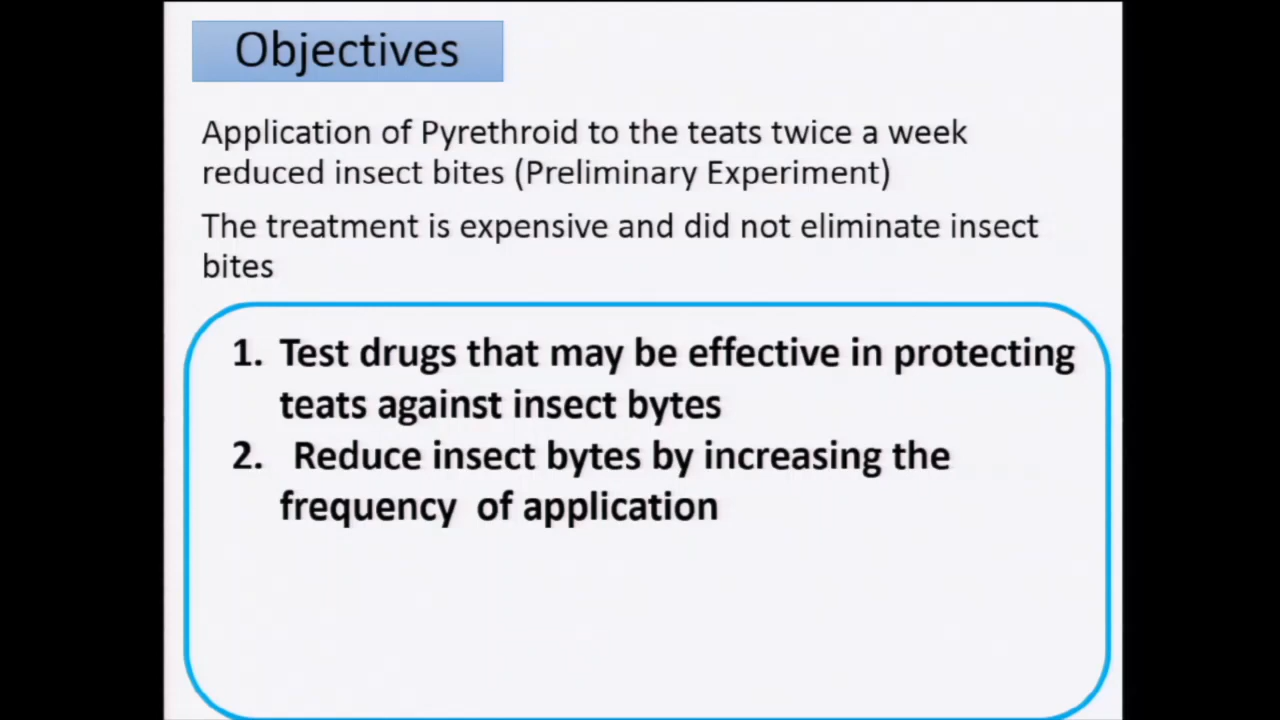 Objectives
Application of Pyrethroid to the teats twice a week
reduced insect bites (Preliminary Experiment)
The treatment is expensive and did not eliminate insect
bites
1. Test drugs that may be effective in protecting
teats against insect bytes
2. Reduce insect bytes by increasing the
frequency of application